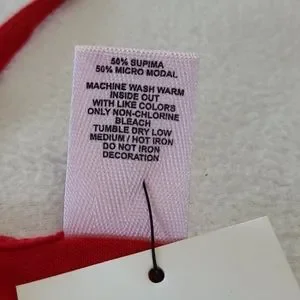 50% SUPIMA
50% MICRO MODAL
MACHINE WASH WARM
INSIDE OUT
WITH LIKE COLORS
ONLY NON-CHLORINE
BLEACH
TUMBLE DRY LOW
MEDIUM / HOT IRON
DO NOT IRON
DECORATION